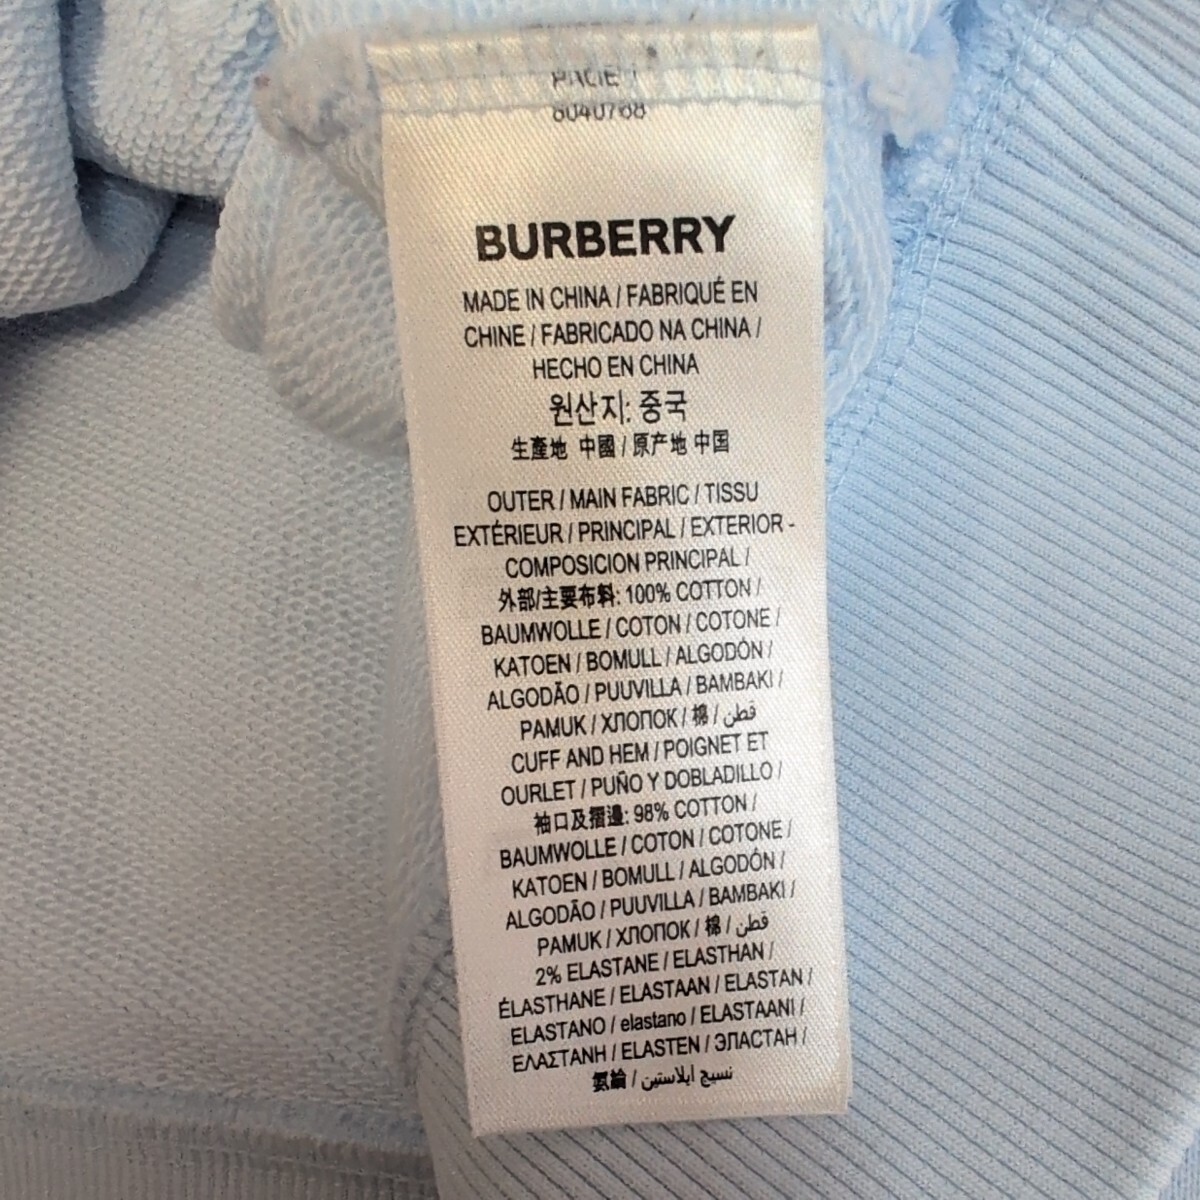 BURBERRY
MADE IN CHINA / FABRIQUÉ EN
CHINE / FABRICADO NA CHINA /
HECHO EN CHINA
원산지: 중국
生產地 中國 / 原产地 中国
OUTER / MAIN FABRIC / TISSU
EXTÉRIEUR / PRINCIPAL / EXTERIOR -
COMPOSICION PRINCIPAL /
外部/主要布料: 100% COTTON /
BAUMWOLLE / COTON / COTONE /
KATOEN / BOMULL / ALGODÓN /
ALGODÃO / PUUVILLA / BAMBAKI /
PAMUK / ХЛОПОК / 棉 / قطن
CUFF AND HEM / POIGNET ET
OURLET / PUÑO Y DOBLADILLO /
袖口及摺邊: 98% COTTON /
BAUMWOLLE / COTON / COTONE /
KATOEN / BOMULL / ALGODÓN /
ALGODÃO / PUUVILLA / BAMBAKI /
PAMUK / ХЛОПОК / 棉 / قطن
2% ELASTANE / ELASTHAN /
ÉLASTHANE / ELASTAAN / ELASTAN /
ELASTANO / elastano / ELASTAANI /
ΕΛΑΣΤΑΝΗ / ELASTEN / ЭЛАСТАН /
氨綸 / نسيج ايلاستين